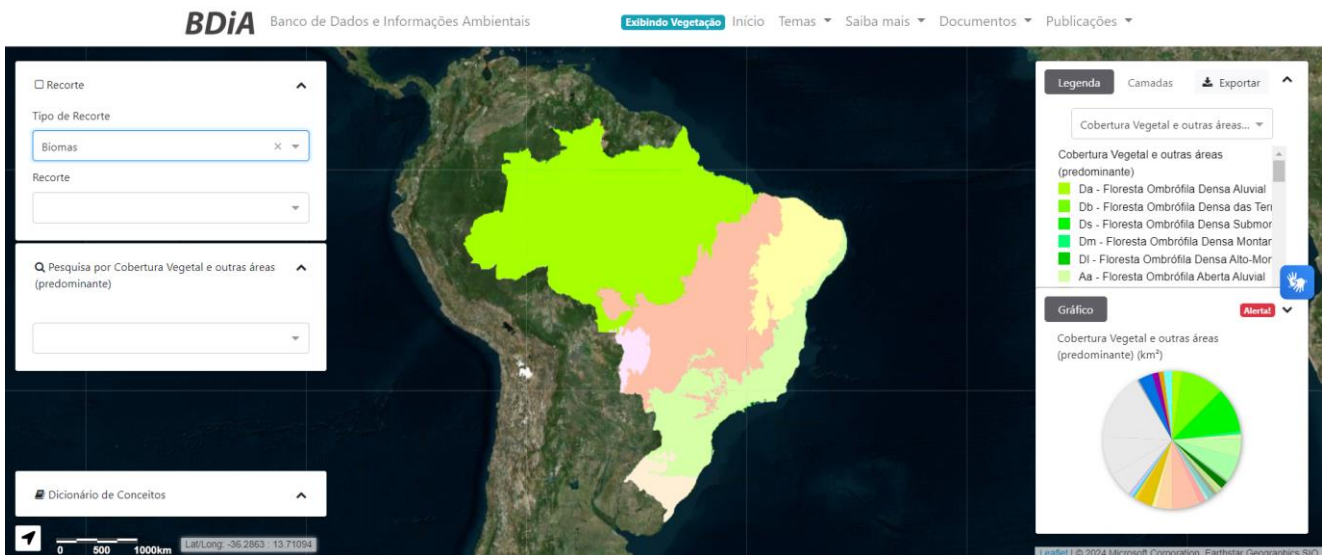 BDiA Banco de Dados e Informações Ambientais Exibindo Vegetação Início Temas Saiba mais Documentos Publicações
Recorte
Tipo de Recorte
Biomas ×
Recorte
Pesquisa por Cobertura Vegetal e outras áreas
(predominante)
Dicionário de Conceitos
0 500 1000km Lat/Long: -36.2863 : 13.71094
Legenda Camadas Exportar
Cobertura Vegetal e outras áreas...
Cobertura Vegetal e outras áreas
(predominante)
Da - Floresta Ombrófila Densa Aluvial
Db - Floresta Ombrófila Densa das Terr
Ds - Floresta Ombrófila Densa Submor
Dm - Floresta Ombrófila Densa Montar
Dl - Floresta Ombrófila Densa Alto-Mor
Aa - Floresta Ombrófila Aberta Aluvial
Gráfico Alerta!
Cobertura Vegetal e outras áreas
(predominante) (km²)
Leaflet | © 2024 Microsoft Corporation, Earthstar Geographics SIO